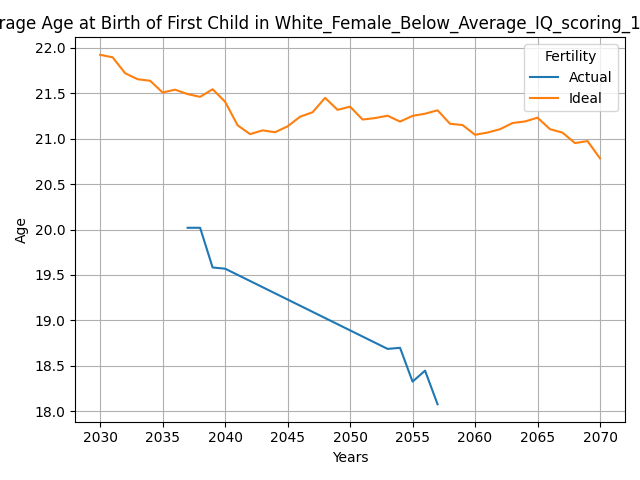 rage Age at Birth of First Child in White_Female_Below_Average_IQ_scoring_1
Fertility
Actual
Ideal
22.0
21.5
21.0
20.5
20.0
19.5
19.0
18.5
18.0
Age
2030 2035 2040 2045 2050 2055 2060 2065 2070
Years